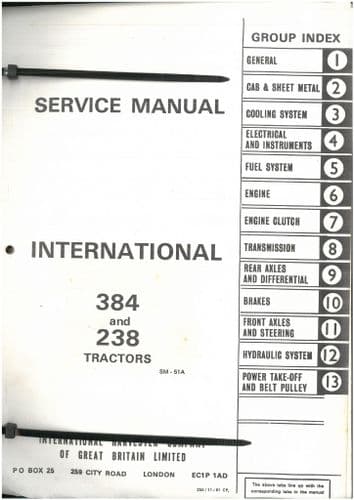 SERVICE MANUAL
INTERNATIONAL
384
and
238
TRACTORS
SM-51A
INTERNATIONAL HARVESTER COMPANY
OF GREAT BRITAIN LIMITED
PO BOX 25 259 CITY ROAD LONDON EC1P 1AD
GROUP INDEX
GENERAL 1
CAB & SHEET METAL 2
COOLING SYSTEM 3
ELECTRICAL
AND INSTRUMENTS 4
FUEL SYSTEM 5
ENGINE 6
ENGINE CLUTCH 7
TRANSMISSION 8
REAR AXLES
AND DIFFERENTIAL 9
BRAKES 10
FRONT AXLES
AND STEERING 11
HYDRAULIC SYSTEM 12
POWER TAKE-OFF
AND BELT PULLEY 13
The above tabs line up with the
corresponding tabs in the manual